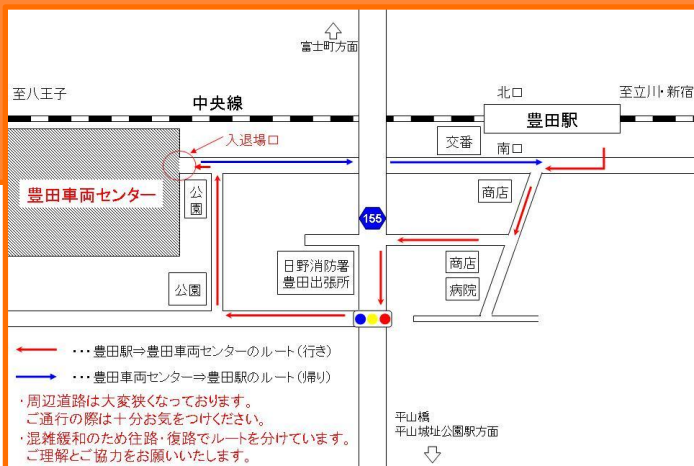 富士町方面
至八王子
中央線
北口
至立川・新宿
豊田駅
交番
南口
入退場口
豊田車両センター
公園
商店
155
日野消防署
豊田出張所
商店
病院
公園
・・・豊田駅⇒豊田車両センターのルート(行き)
・・・豊田車両センター⇒豊田駅のルート(帰り)
・周辺道路は大変狭くなっております。
ご通行の際は十分お気をつけください。
・混雑緩和のため往路・復路でルートを分けています。
ご理解とご協力をお願いいたします。
平山橋
平山城址公園駅方面